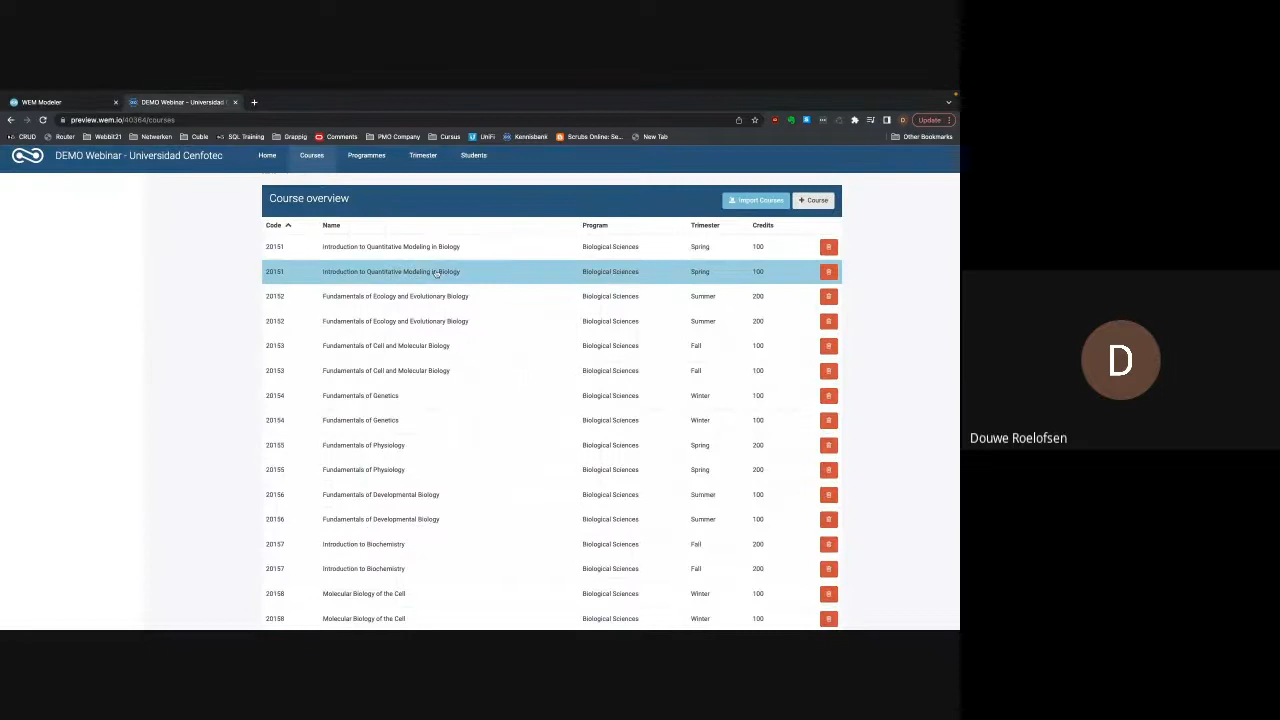 WEM Modeler
DEMO Webinar - Universidad
preview.wem.io/40364/courses
Update
CRUD Router Webbit21 Netwerken Cuble SQL Training Grappig Comments PMO Company Cursus UniFi Kennisbank Scrubs Online: Se... New Tab Other Bookmarks
DEMO Webinar - Universidad Cenfotec Home Courses Programmes Trimester Students
Course overview Import Courses + Course
Code Name Program Trimester Credits
20151 Introduction to Quantitative Modeling in Biology Biological Sciences Spring 100
20151 Introduction to Quantitative Modeling in Biology Biological Sciences Spring 100
20152 Fundamentals of Ecology and Evolutionary Biology Biological Sciences Summer 200
20152 Fundamentals of Ecology and Evolutionary Biology Biological Sciences Summer 200
20153 Fundamentals of Cell and Molecular Biology Biological Sciences Fall 100
20153 Fundamentals of Cell and Molecular Biology Biological Sciences Fall 100
20154 Fundamentals of Genetics Biological Sciences Winter 100
20154 Fundamentals of Genetics Biological Sciences Winter 100
20155 Fundamentals of Physiology Biological Sciences Spring 200
20155 Fundamentals of Physiology Biological Sciences Spring 200
20156 Fundamentals of Developmental Biology Biological Sciences Summer 100
20156 Fundamentals of Developmental Biology Biological Sciences Summer 100
20157 Introduction to Biochemistry Biological Sciences Fall 200
20157 Introduction to Biochemistry Biological Sciences Fall 200
20158 Molecular Biology of the Cell Biological Sciences Winter 100
20158 Molecular Biology of the Cell Biological Sciences Winter 100
D
Douwe Roelofsen